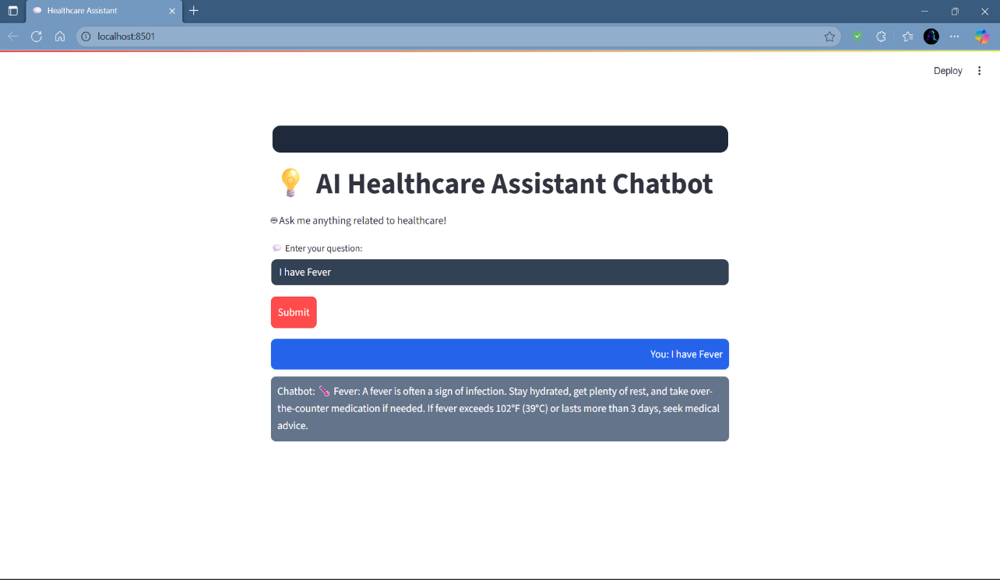 Healthcare Assistant
localhost:8501
Deploy
AI Healthcare Assistant Chatbot
Ask me anything related to healthcare!
Enter your question:
I have Fever
Submit
You: I have Fever
Chatbot: 🌡️ Fever: A fever is often a sign of infection. Stay hydrated, get plenty of rest, and take over-
the-counter medication if needed. If fever exceeds 102°F (39°C) or lasts more than 3 days, seek medical
advice.